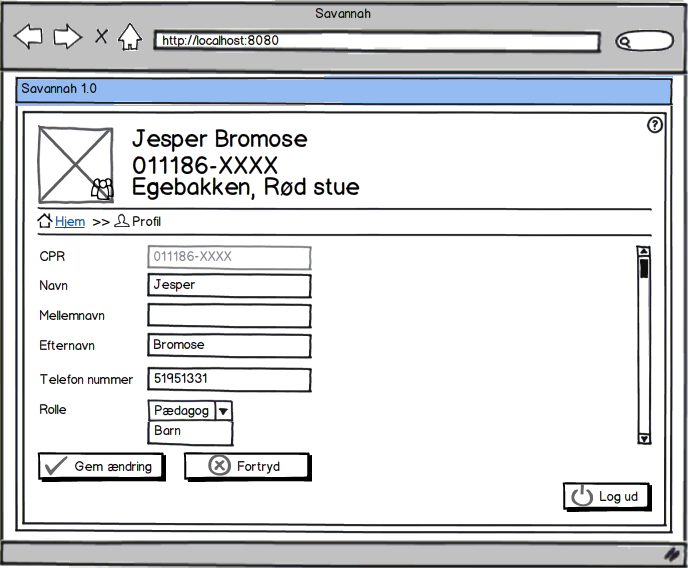 Savannah
http://localhost:8080
Savannah 1.0
?
Jesper Bromose
011186-XXXX
Egebakken, Rød stue
Hjem >> Profil
CPR 011186-XXXX
Navn Jesper
Mellemnavn
Efternavn Bromose
Telefon nummer 51951331
Rolle Pædagog
Barn
Gem ændring Fortryd
Log ud